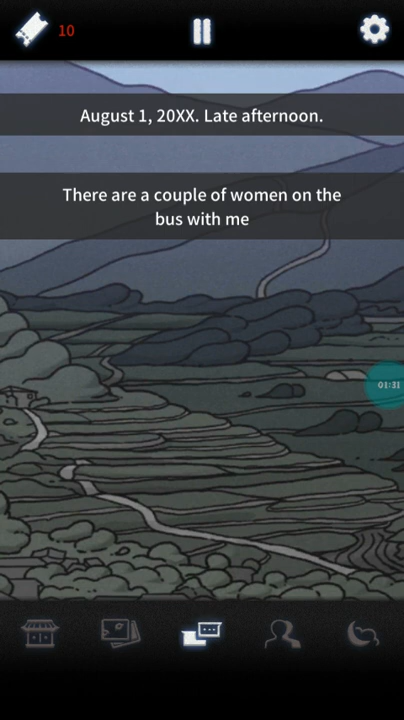 10
August 1, 20XX. Late afternoon.
There are a couple of women on the
bus with me
01:31